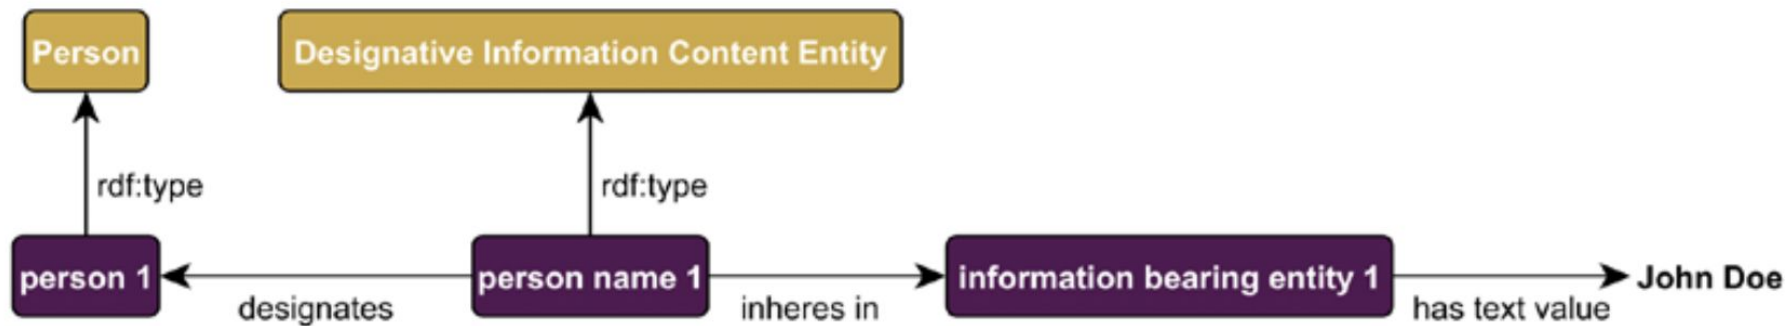 Person
Designative Information Content Entity
rdf:type
rdf:type
person 1
designates
person name 1
inheres in
information bearing entity 1
has text value
John Doe